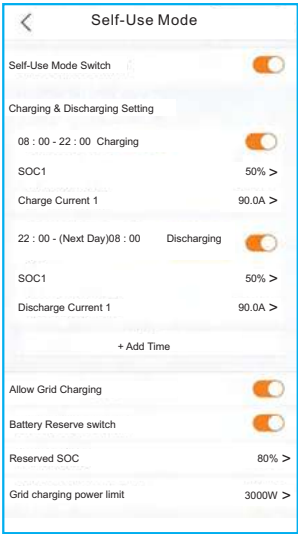 Self-Use Mode
Self-Use Mode Switch
Charging & Discharging Setting
08 : 00 - 22 : 00 Charging
SOC1 50% >
Charge Current 1 90.0A >
22 : 00 - (Next Day)08 : 00 Discharging
SOC1 50% >
Discharge Current 1 90.0A >
+ Add Time
Allow Grid Charging
Battery Reserve switch
Reserved SOC 80% >
Grid charging power limit 3000W >